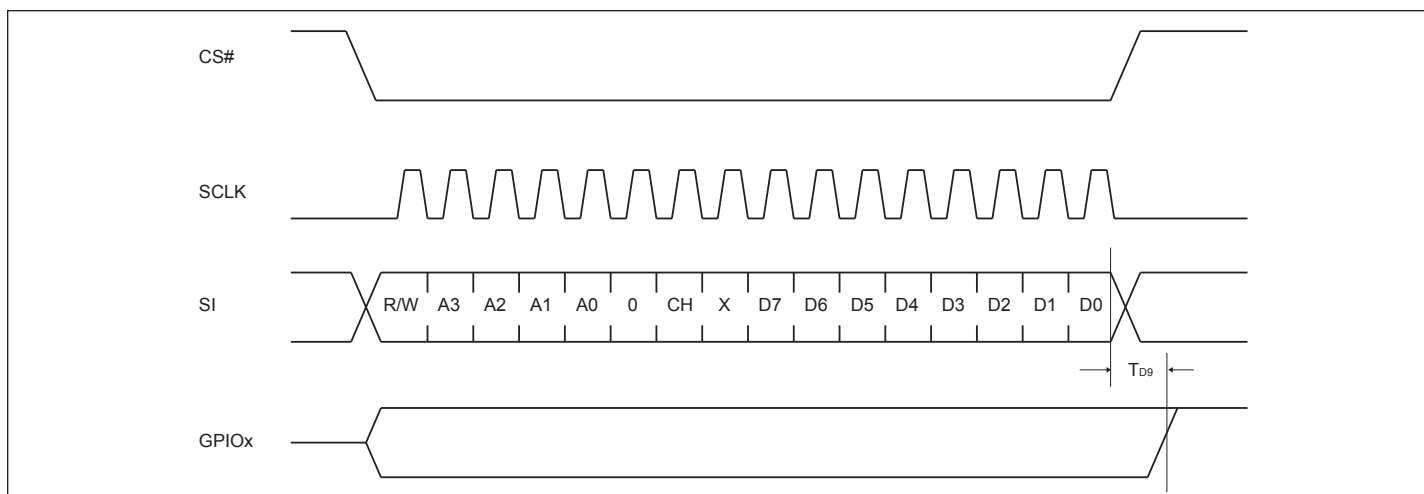 CS#
SCLK
SI
R/W A3 A2 A1 A0 0 CH X D7 D6 D5 D4 D3 D2 D1 D0
TD9
GPIOx